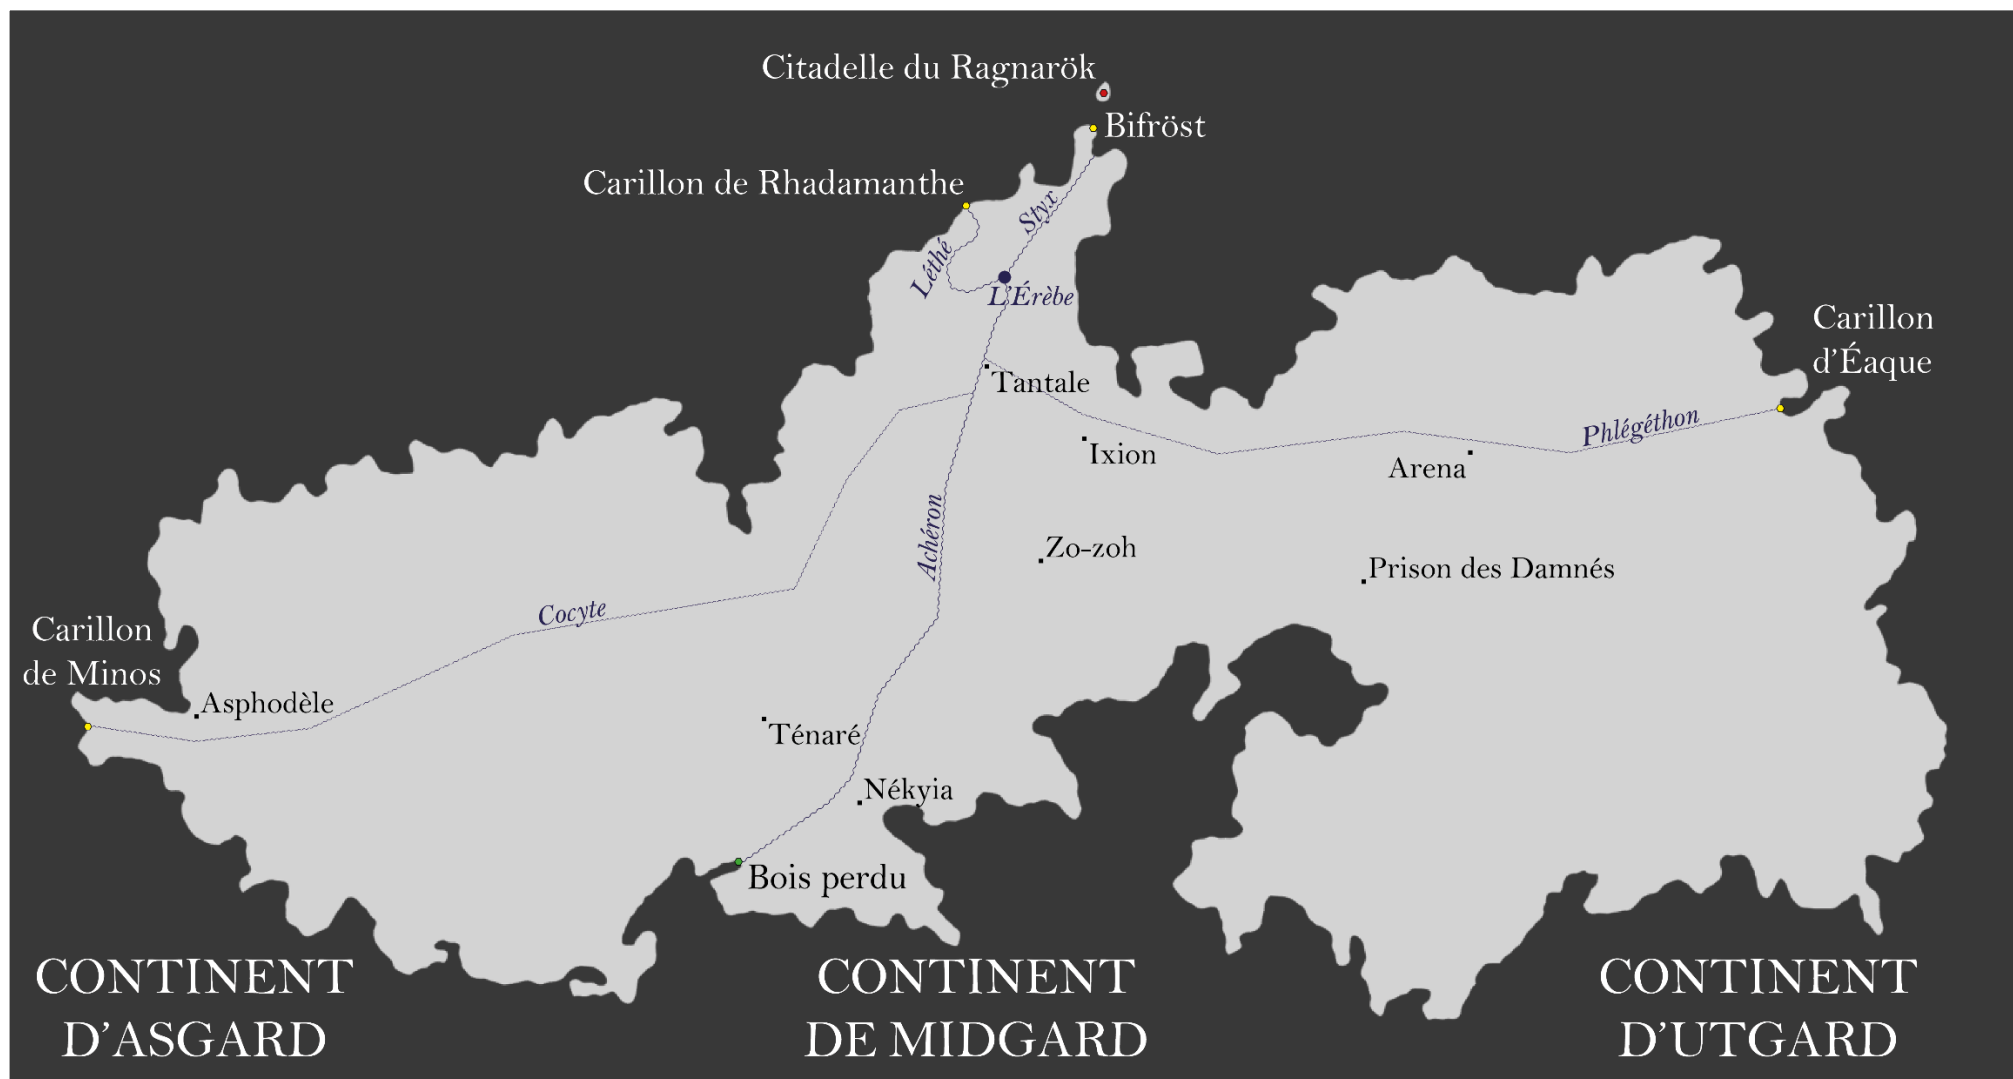 Citadelle du Ragnarök
Bifröst
Carillon de Rhadamanthe
Styx
Léthé
L'Érèbe
Carillon
d'Éaque
Tantale
Phlégéthon
Ixion
Arena
Achéron
Zo-zoh
Prison des Damnés
Cocyte
Carillon
de Minos
Asphodèle
Ténaré
Nékyia
Bois perdu
CONTINENT
D'ASGARD
CONTINENT
DE MIDGARD
CONTINENT
D'UTGARD